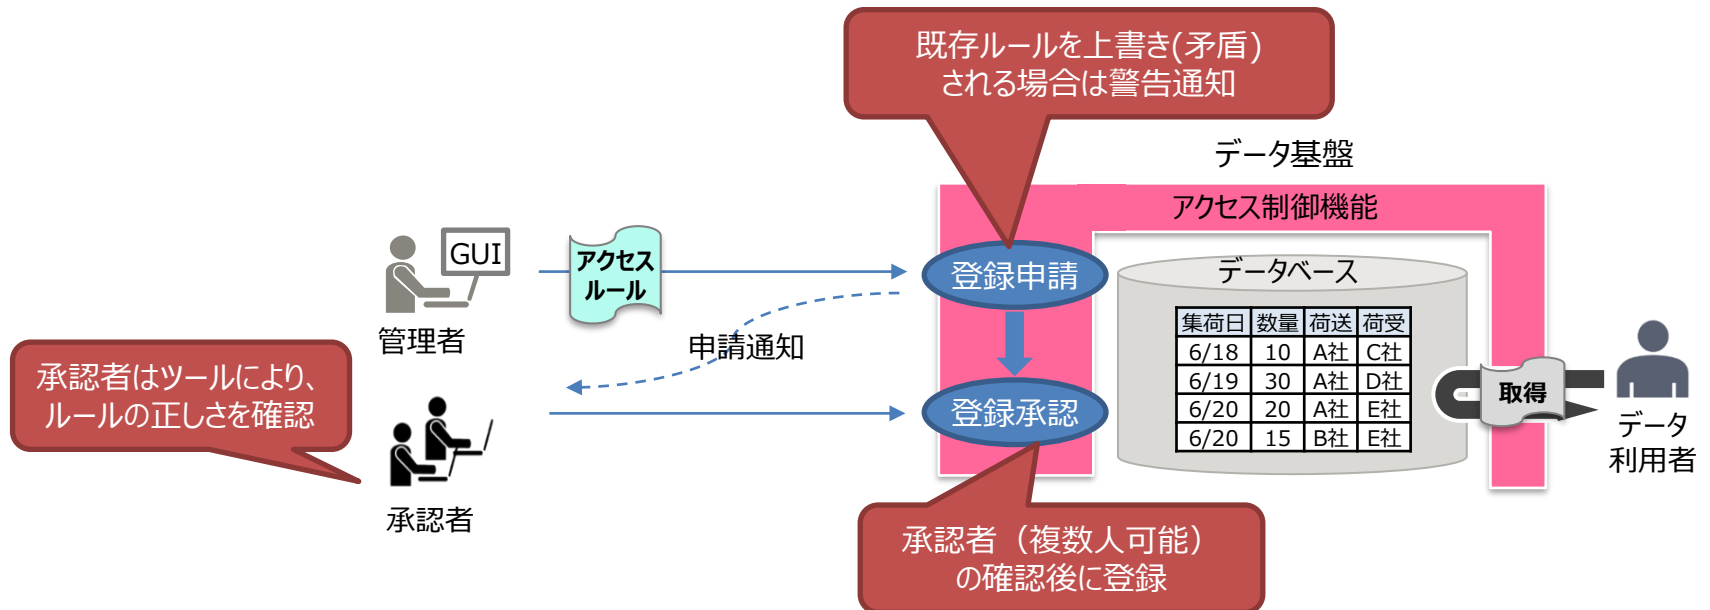 既存ルールを上書き(矛盾)
される場合は警告通知
データ基盤
アクセス制御機能
GUI
アクセス
ルール
管理者
登録申請
申請通知
データベース
集荷日 数量 荷送 荷受
6/18 10 A社 C社
6/19 30 A社 D社
6/20 20 A社 E社
6/20 15 B社 E社
取得
データ
利用者
承認者はツールにより、
ルールの正しさを確認
承認者
登録承認
承認者（複数人可能）
の確認後に登録